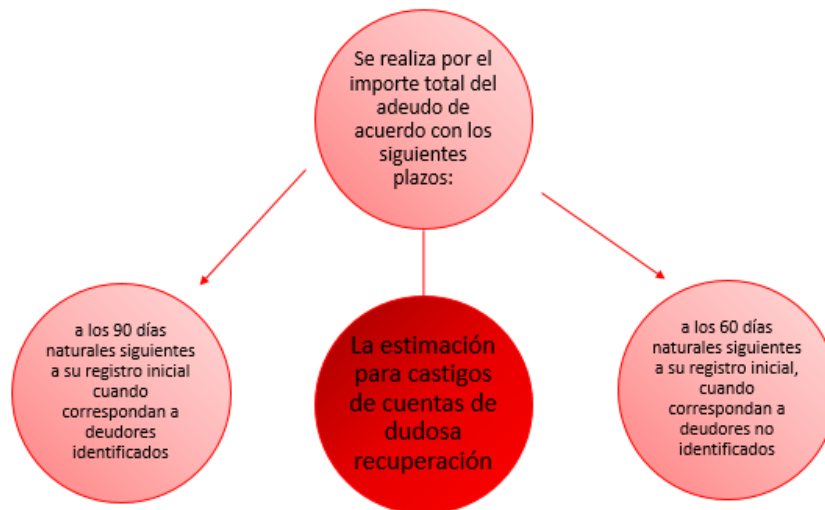 Se realiza por el
importe total del
adeudo de
acuerdo con los
siguientes
plazos:
a los 90 días
naturales siguientes
a su registro inicial
cuando
correspondan a
deudores
identificados
La estimación
para castigos
de cuentas de
dudosa
recuperación
a los 60 días
naturales siguientes
a su registro inicial,
cuando
correspondan a
deudores no
identificados